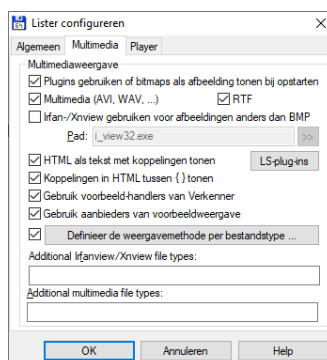 Lister configureren
Algemeen Multimedia Player
Multimediaweergave
Plugins gebruiken of bitmaps als afbeelding tonen bij opstarten
Multimedia (AVI, WAV, ...) RTF
Irfan-/Xnview gebruiken voor afbeeldingen anders dan BMP
Pad: i_view32.exe >>
HTML als tekst met koppelingen tonen LS-plug-ins
Koppelingen in HTML tussen { } tonen
Gebruik voorbeeld-handlers van Verkenner
Gebruik aanbieders van voorbeeldweergave
Definieer de weergavemethode per bestandstype ...
Additional Irfanview/Xnview file types:
Additional multimedia file types:
OK Annuleren Help